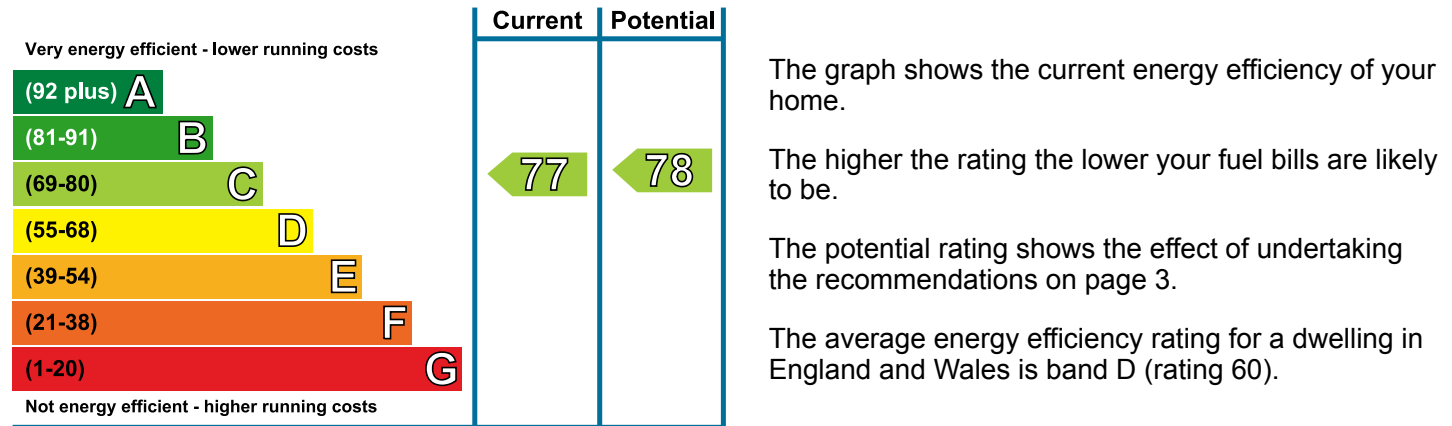 Current Potential
Very energy efficient - lower running costs
(92 plus) A
(81-91) B
(69-80) C
77 78
(55-68) D
(39-54) E
(21-38) F
(1-20) G
Not energy efficient - higher running costs
The graph shows the current energy efficiency of your
home.
The higher the rating the lower your fuel bills are likely
to be.
The potential rating shows the effect of undertaking
the recommendations on page 3.
The average energy efficiency rating for a dwelling in
England and Wales is band D (rating 60).